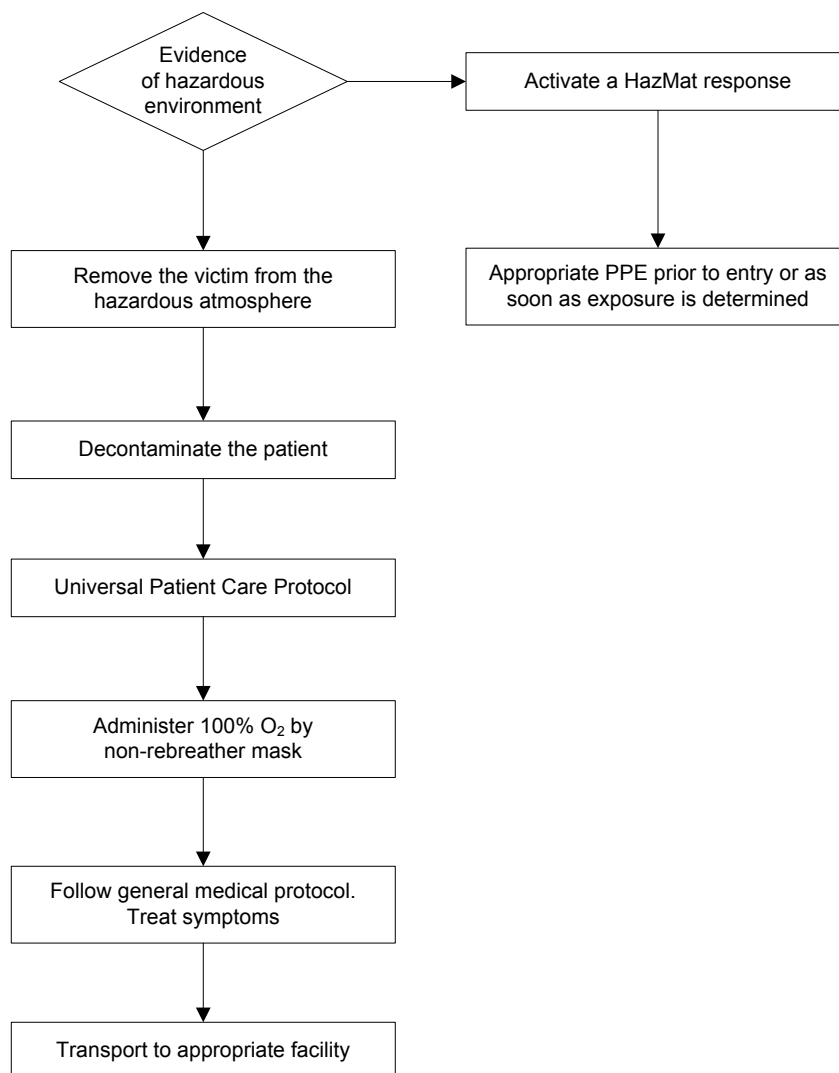 Evidence
of hazardous
environment
Activate a HazMat response
Appropriate PPE prior to entry or as
soon as exposure is determined
Remove the victim from the
hazardous atmosphere
Decontaminate the patient
Universal Patient Care Protocol
Administer 100% O₂ by
non-rebreather mask
Follow general medical protocol.
Treat symptoms
Transport to appropriate facility